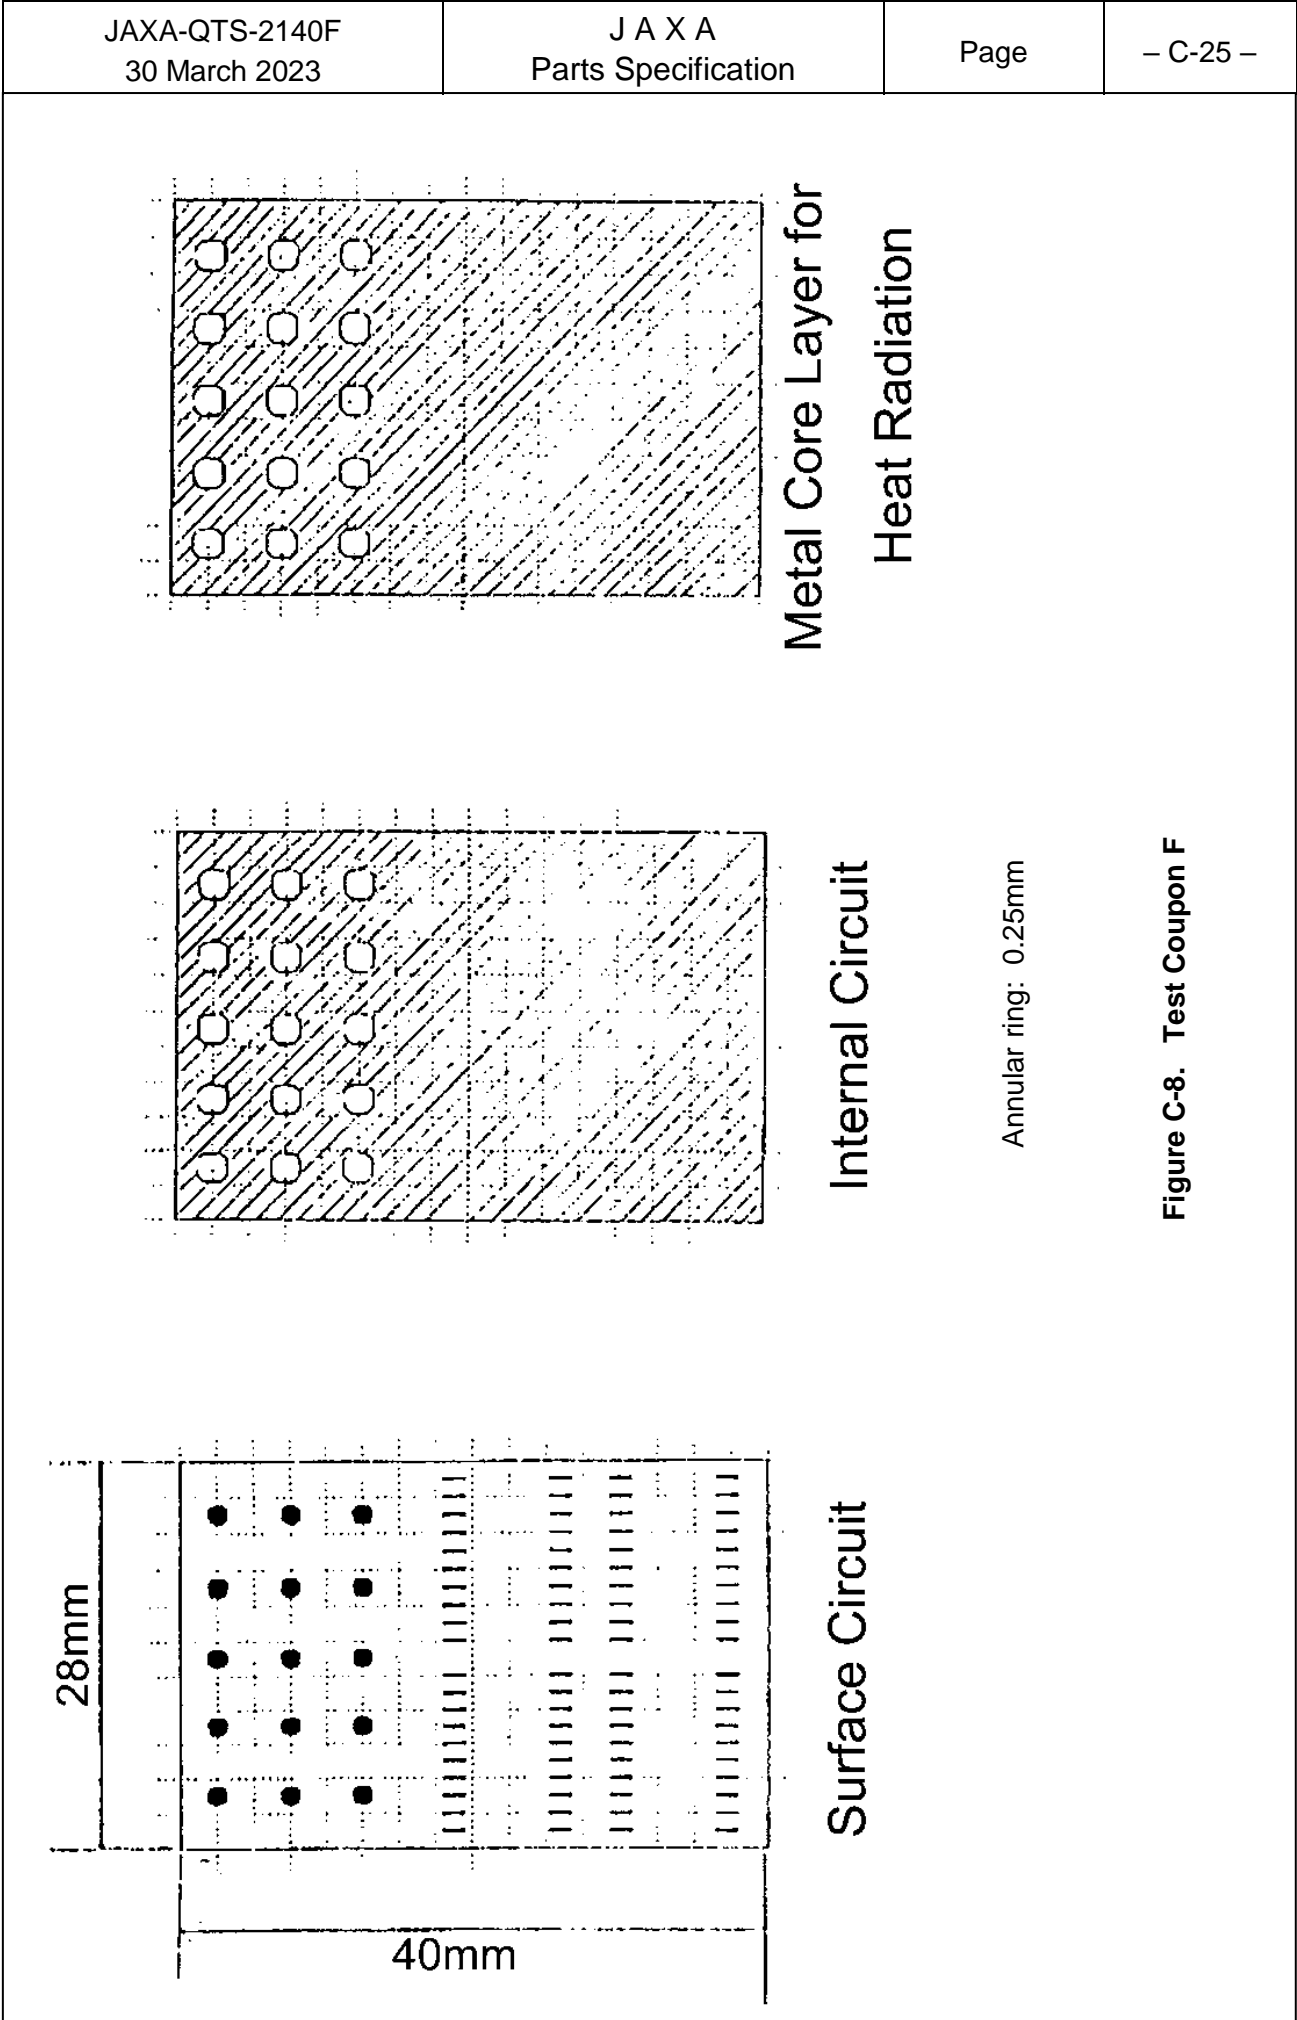 JAXA-QTS-2140F
30 March 2023
J A X A
Parts Specification
Page
– C-25 –
28mm
40mm
Surface Circuit
Internal Circuit
Metal Core Layer for
Heat Radiation
Annular ring: 0.25mm
Figure C-8. Test Coupon F